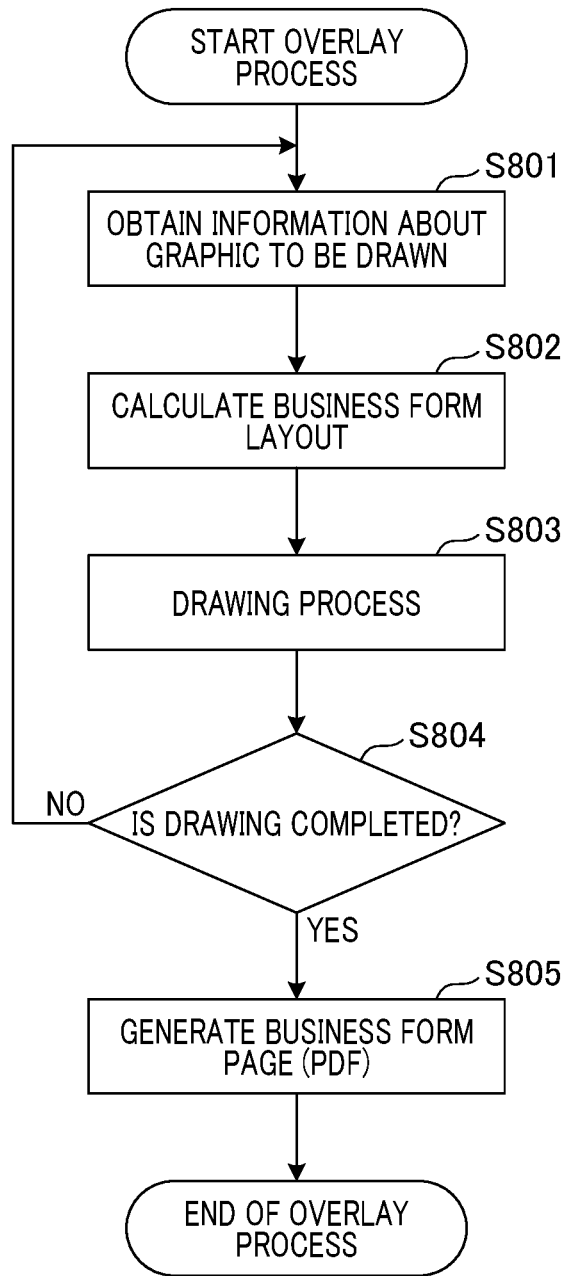 START OVERLAY
PROCESS
S801
OBTAIN INFORMATION ABOUT
GRAPHIC TO BE DRAWN
S802
CALCULATE BUSINESS FORM
LAYOUT
S803
DRAWING PROCESS
S804
IS DRAWING COMPLETED?
NO
YES
S805
GENERATE BUSINESS FORM
PAGE (PDF)
END OF OVERLAY
PROCESS